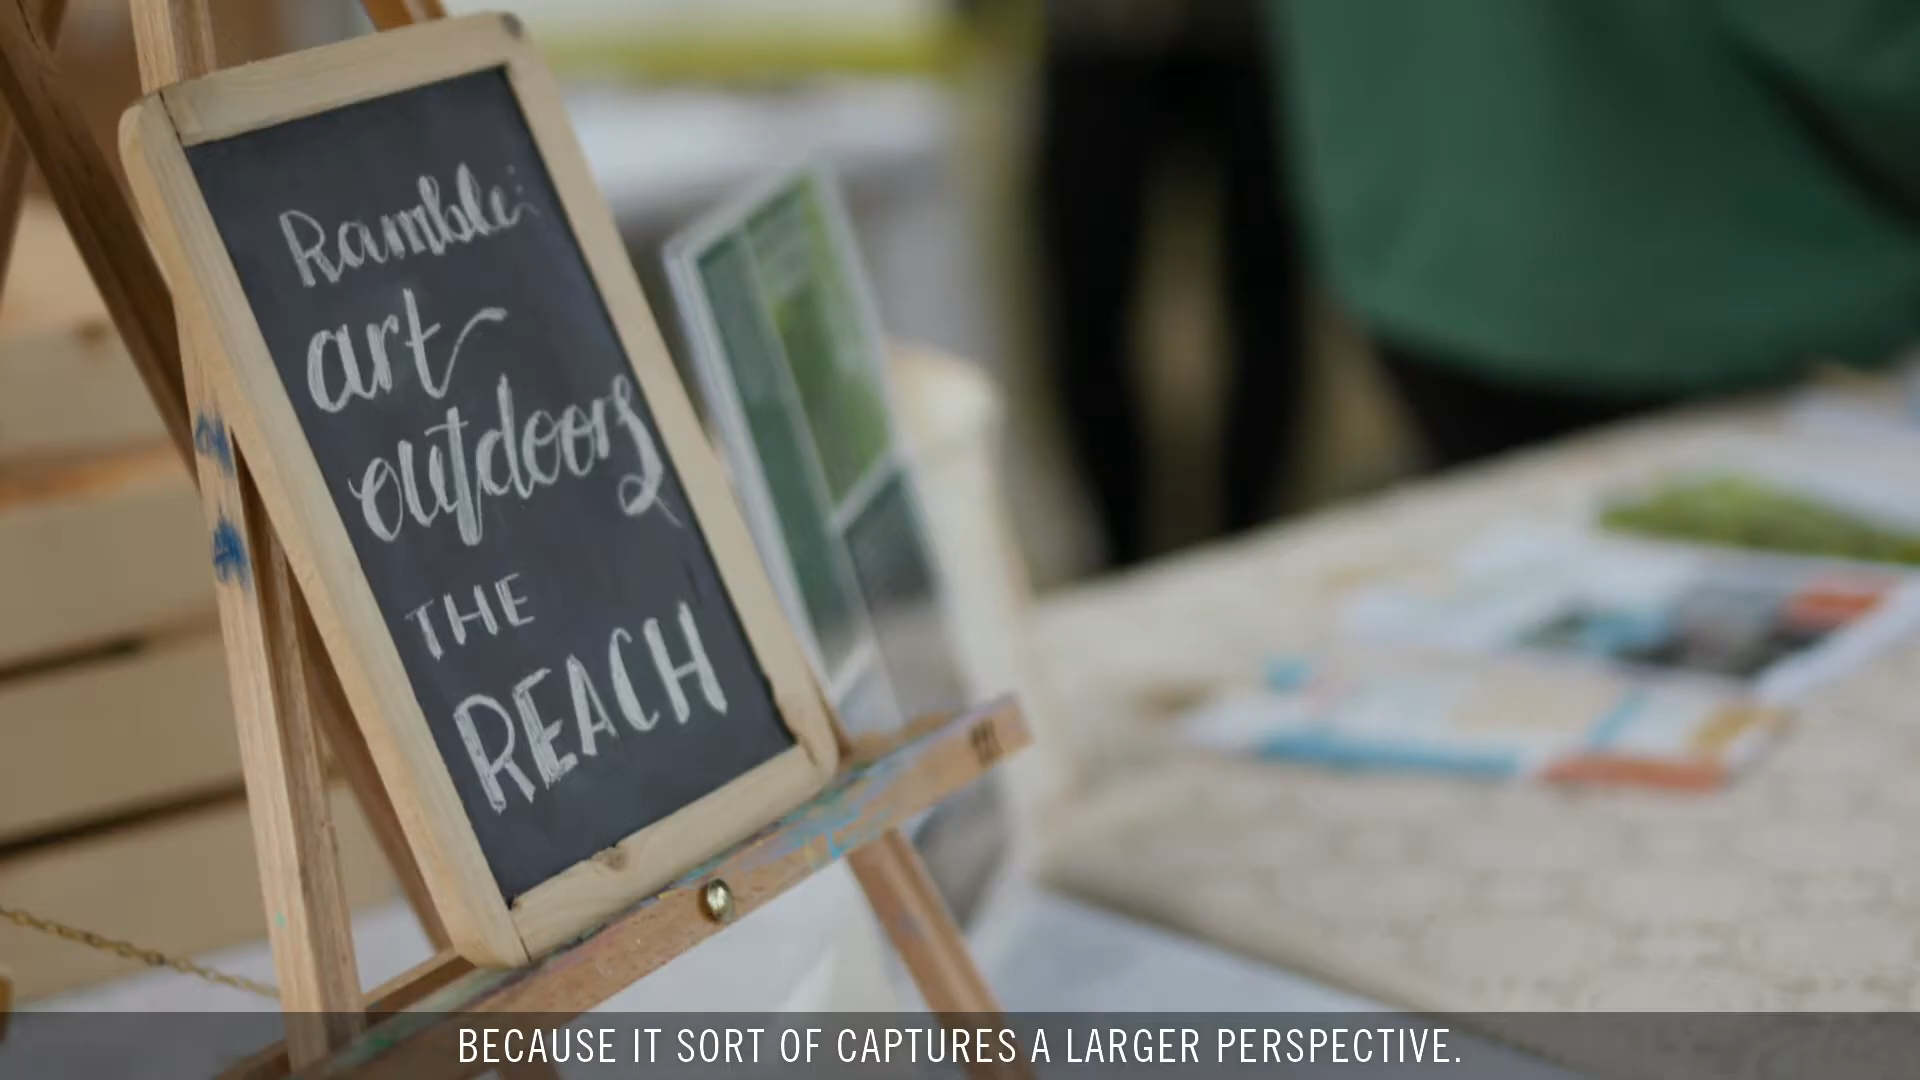 Ramble:
art
outdoors
THE
REACH
BECAUSE IT SORT OF CAPTURES A LARGER PERSPECTIVE.